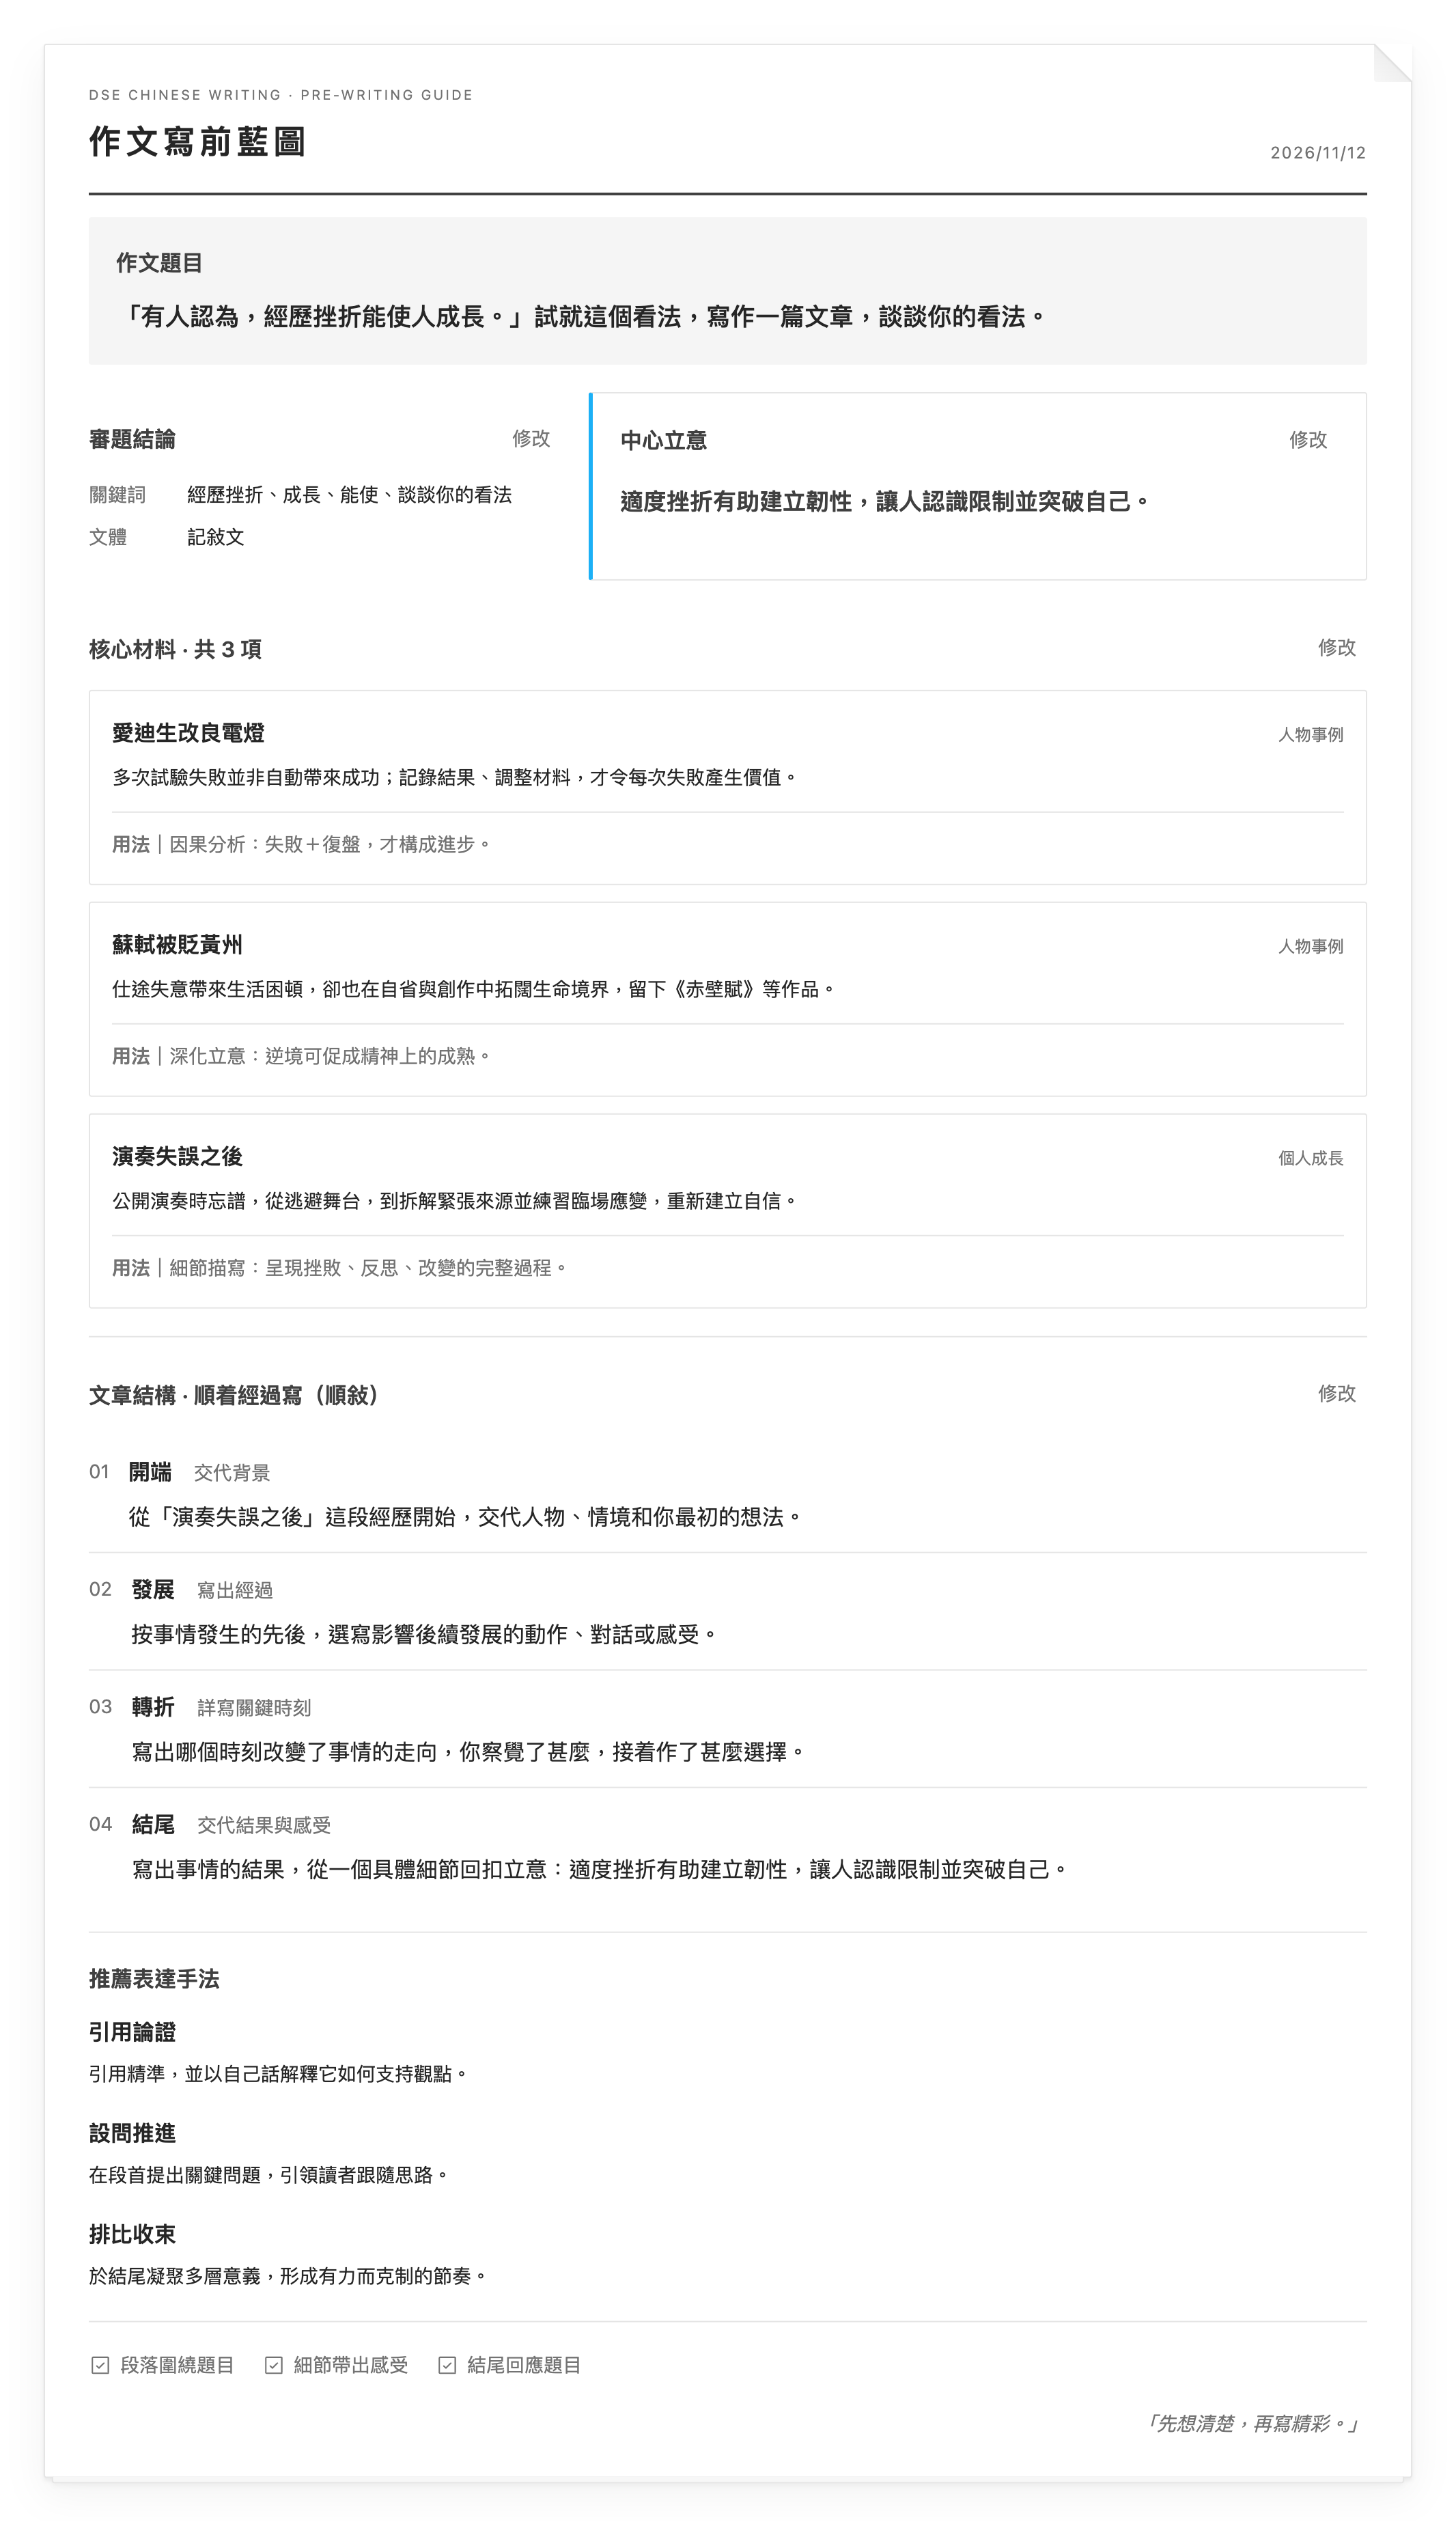 DSE CHINESE WRITING · PRE-WRITING GUIDE
作文寫前藍圖
2026/11/12
作文題目
「有人認為，經歷挫折能使人成長。」試就這個看法，寫作一篇文章，談談你的看法。
審題結論
修改
關鍵詞 經歷挫折、成長、能使、談談你的看法
文體 記敍文
中心立意
修改
適度挫折有助建立韌性，讓人認識限制並突破自己。
核心材料 · 共 3 項
修改
愛迪生改良電燈
人物事例
多次試驗失敗並非自動帶來成功；記錄結果、調整材料，才令每次失敗產生價值。
用法｜因果分析：失敗＋復盤，才構成進步。
蘇軾被貶黃州
人物事例
仕途失意帶來生活困頓，卻也在自省與創作中拓闊生命境界，留下《赤壁賦》等作品。
用法｜深化立意：逆境可促成精神上的成熟。
演奏失誤之後
個人成長
公開演奏時忘譜，從逃避舞台，到拆解緊張來源並練習臨場應變，重新建立自信。
用法｜細節描寫：呈現挫敗、反思、改變的完整過程。
文章結構 · 順着經過寫（順敍）
修改
01 開端 交代背景
從「演奏失誤之後」這段經歷開始，交代人物、情境和你最初的想法。
02 發展 寫出經過
按事情發生的先後，選寫影響後續發展的動作、對話或感受。
03 轉折 詳寫關鍵時刻
寫出哪個時刻改變了事情的走向，你察覺了甚麼，接着作了甚麼選擇。
04 結尾 交代結果與感受
寫出事情的結果，從一個具體細節回扣立意：適度挫折有助建立韌性，讓人認識限制並突破自己。
推薦表達手法
引用論證
引用精準，並以自己話解釋它如何支持觀點。
設問推進
在段首提出關鍵問題，引領讀者跟隨思路。
排比收束
於結尾凝聚多層意義，形成有力而克制的節奏。
段落圍繞題目 細節帶出感受 結尾回應題目
「先想清楚，再寫精彩。」